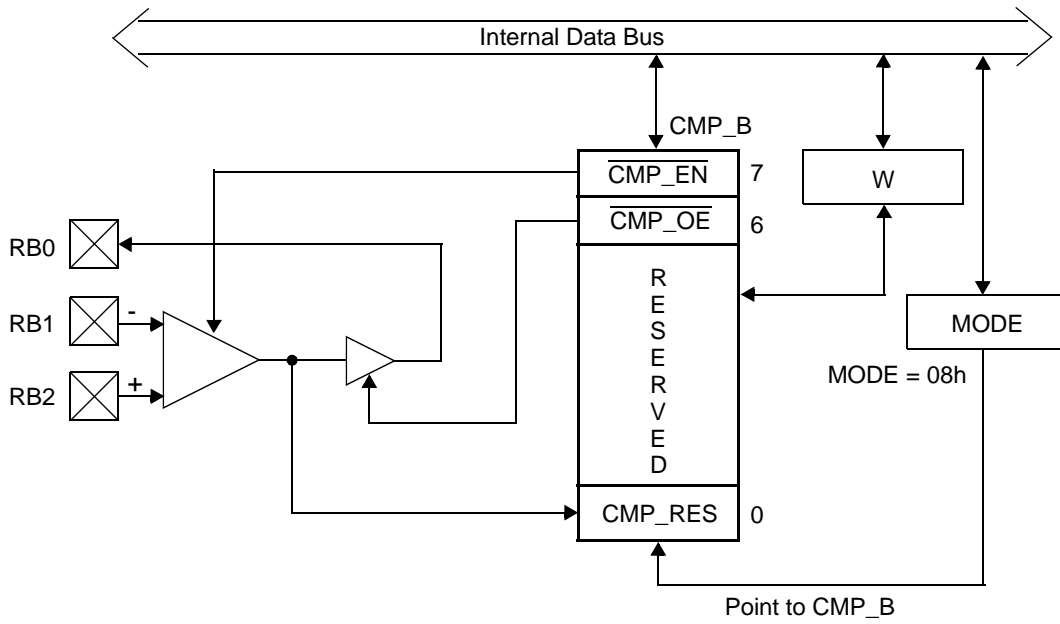 Internal Data Bus
CMP_B
CMP_EN 7
W
CMP_OE 6
RB0
RESERVED
RB1 -
MODE
MODE = 08h
RB2 +
CMP_RES 0
Point to CMP_B